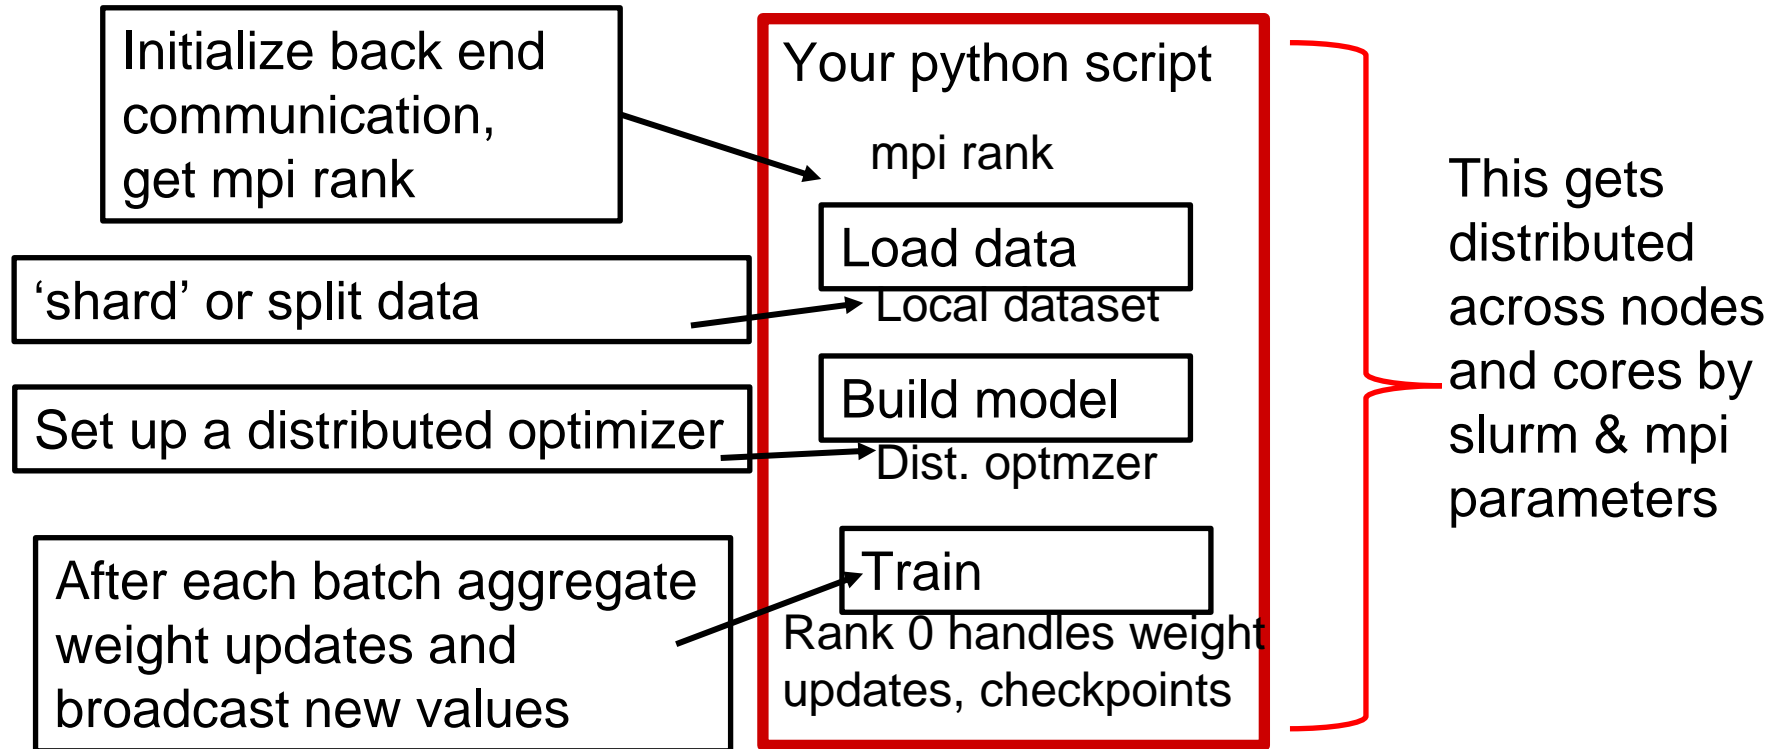 Initialize back end
communication,
get mpi rank
‘shard’ or split data
Set up a distributed optimizer
After each batch aggregate
weight updates and
broadcast new values
Your python script
mpi rank
Load data
Local dataset
Build model
Dist. optmzer
Train
Rank 0 handles weight
updates, checkpoints
This gets
distributed
across nodes
and cores by
slurm & mpi
parameters